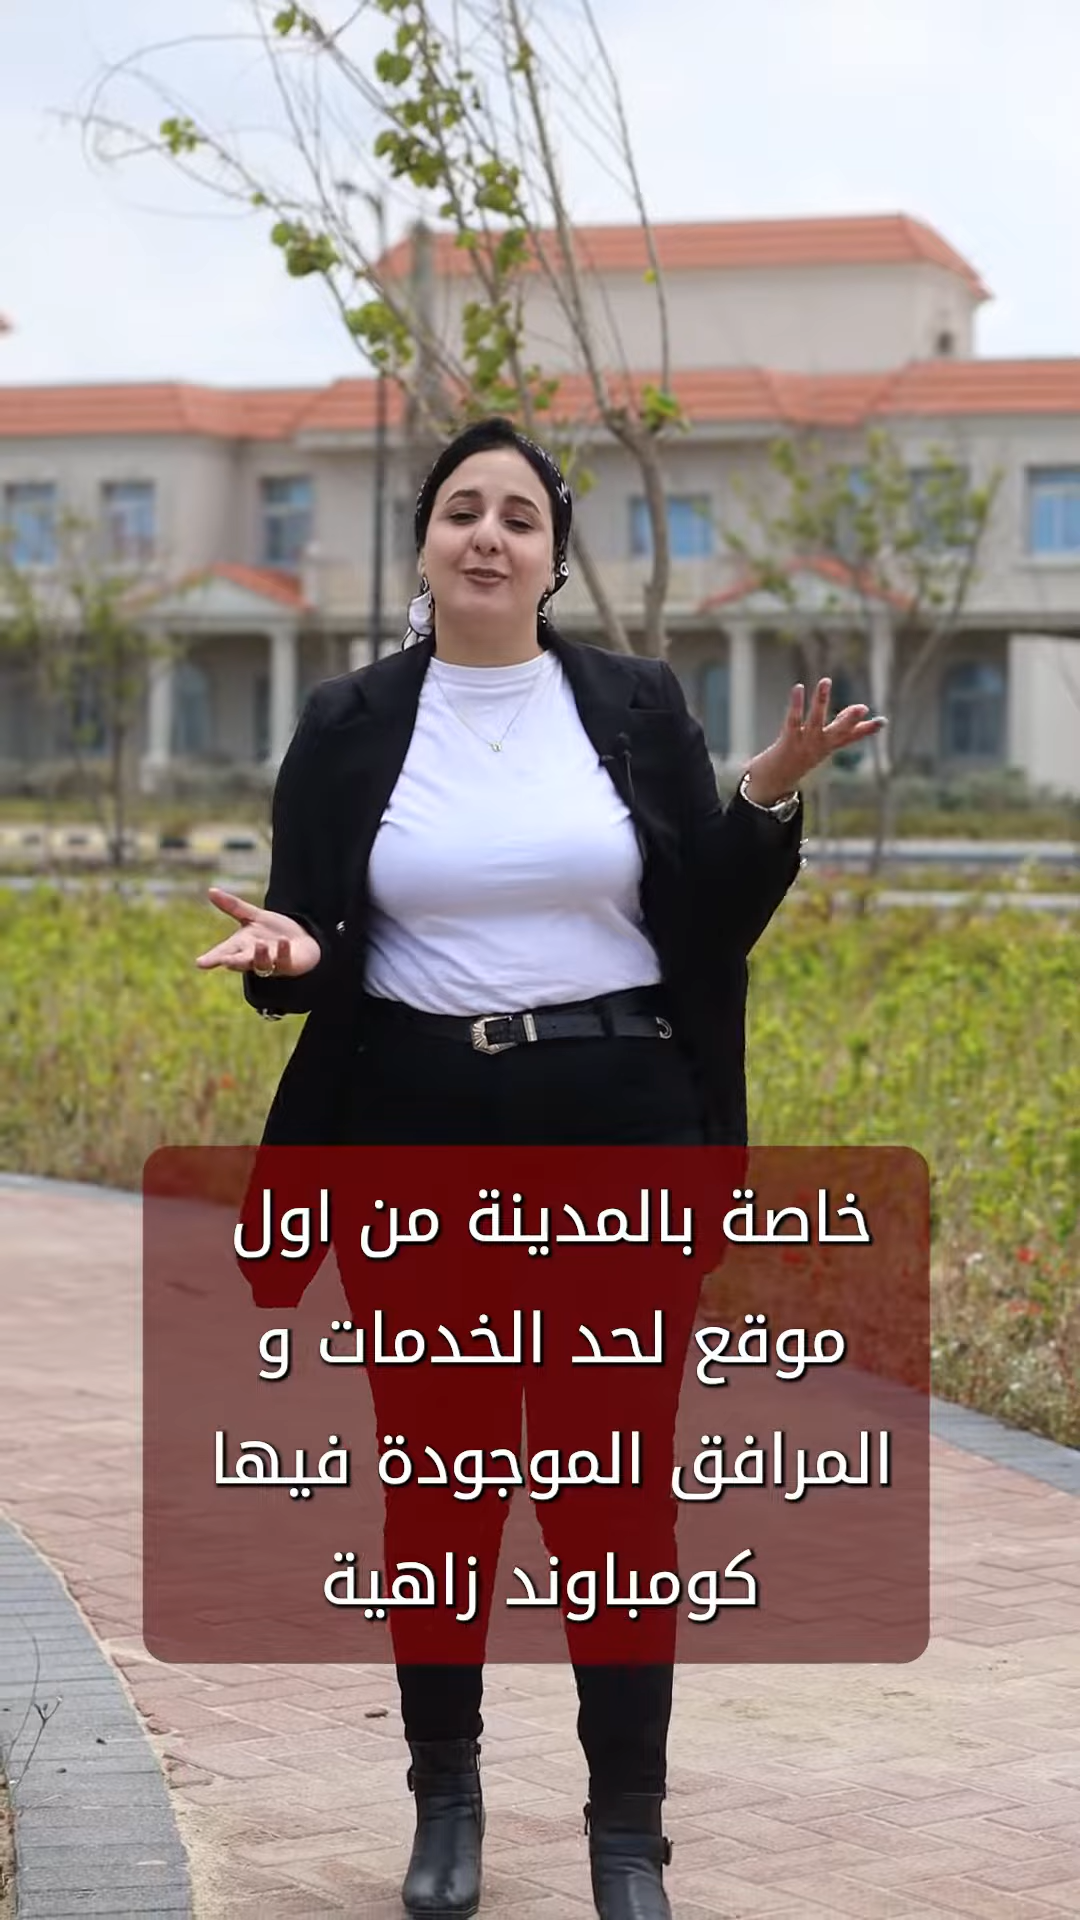 خاصة بالمدينة من اول
موقع لحد الخدمات و
المرافق الموجودة فيها
كومباوند زاهية